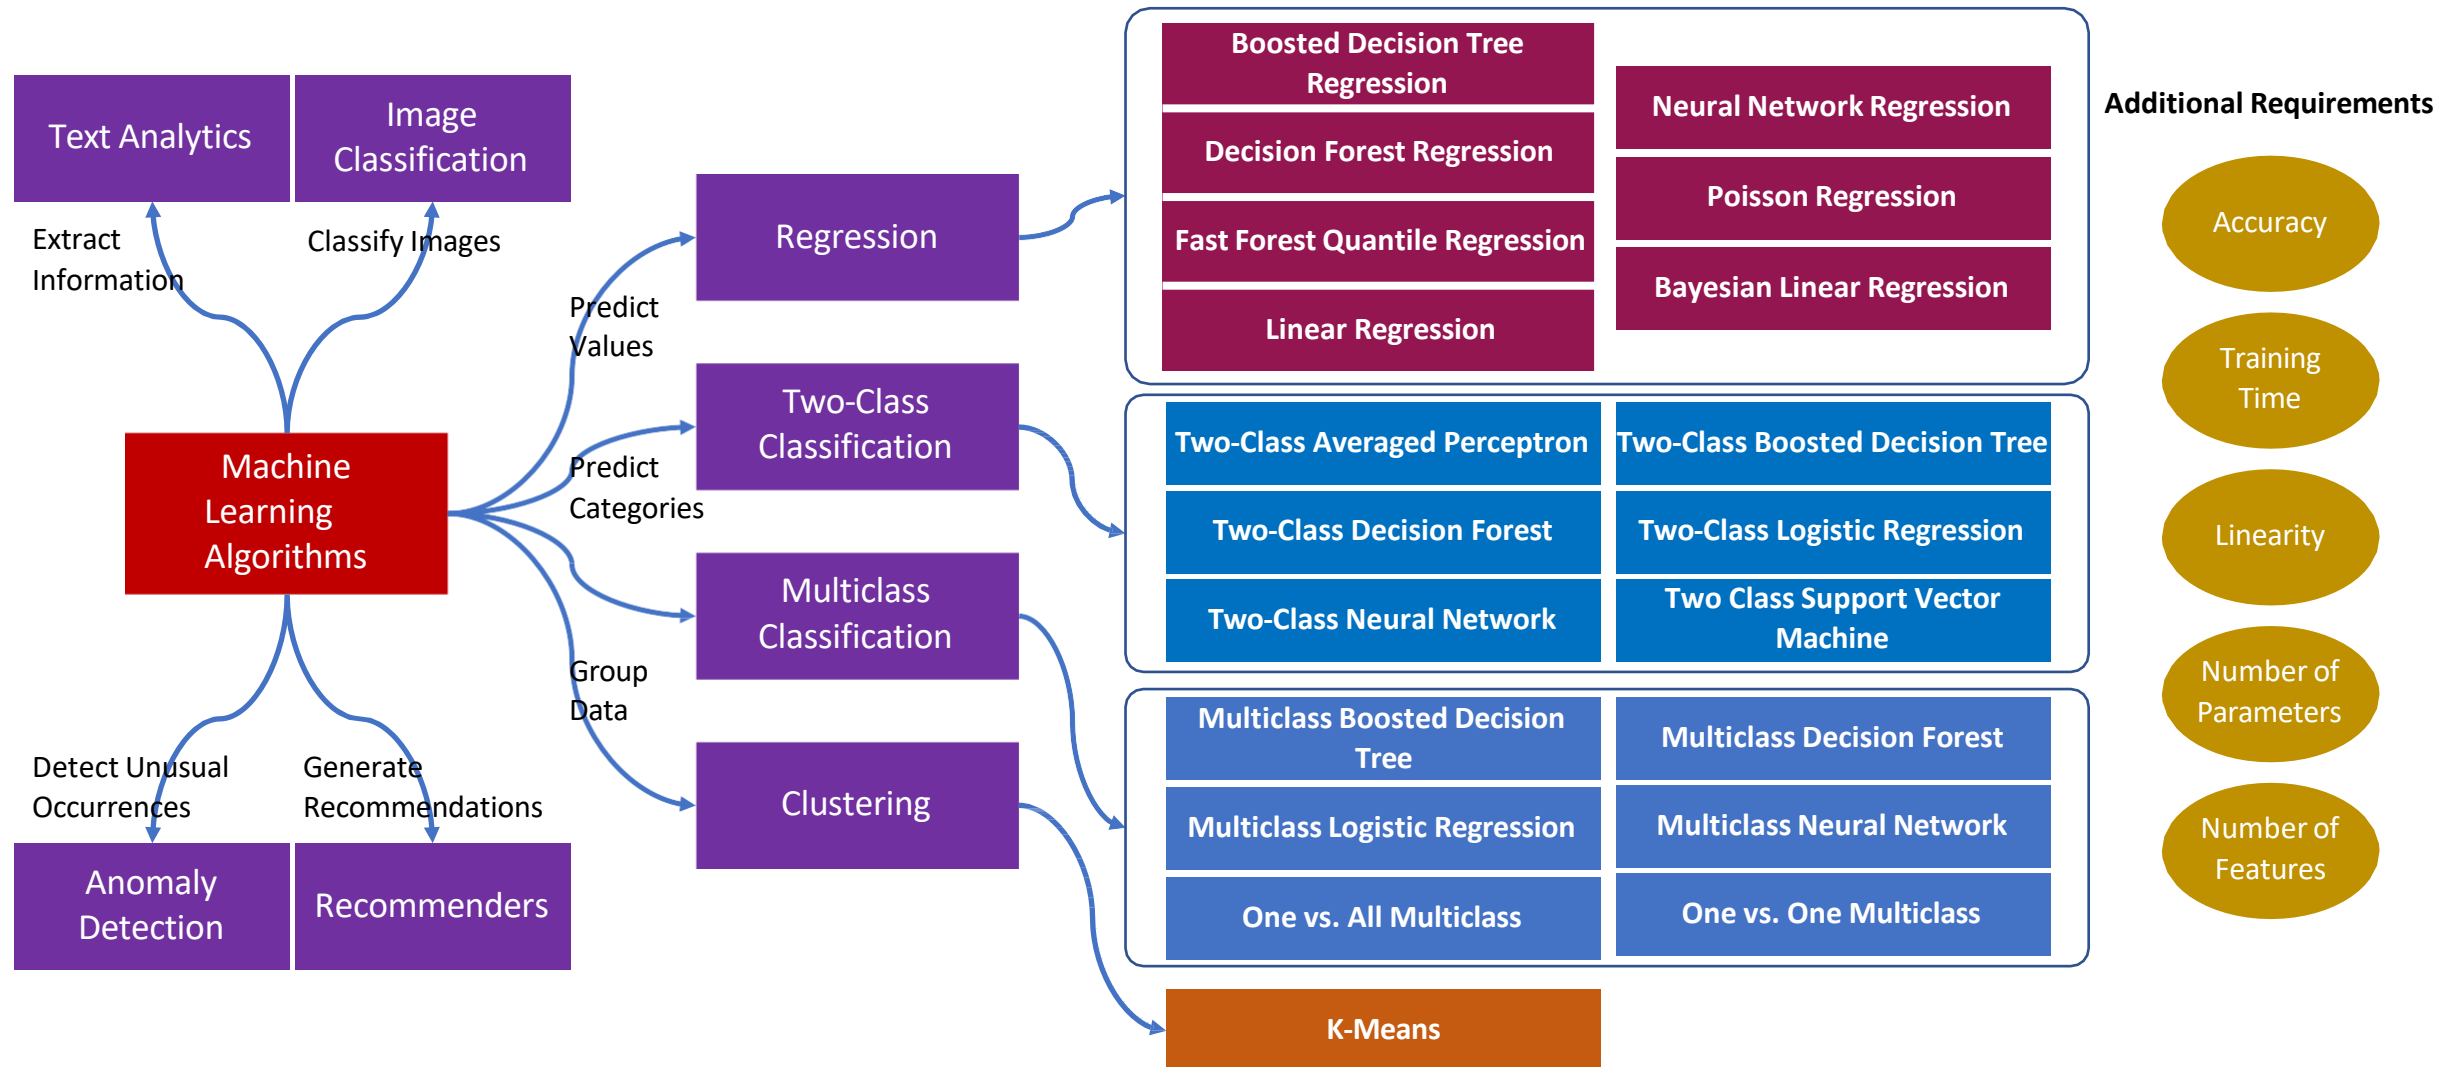 Text Analytics
Image
Classification
Extract
Information
Classify Images
Machine
Learning
Algorithms
Detect Unusual
Occurrences
Generate
Recommendations
Anomaly
Detection
Recommenders
Predict
Values
Predict
Categories
Group
Data
Regression
Two-Class
Classification
Multiclass
Classification
Clustering
Boosted Decision Tree
Regression
Decision Forest Regression
Fast Forest Quantile Regression
Linear Regression
Neural Network Regression
Poisson Regression
Bayesian Linear Regression
Two-Class Averaged Perceptron
Two-Class Boosted Decision Tree
Two-Class Decision Forest
Two-Class Logistic Regression
Two-Class Neural Network
Two Class Support Vector
Machine
Multiclass Boosted Decision
Tree
Multiclass Decision Forest
Multiclass Logistic Regression
Multiclass Neural Network
One vs. All Multiclass
One vs. One Multiclass
K-Means
Additional Requirements
Accuracy
Training
Time
Linearity
Number of
Parameters
Number of
Features